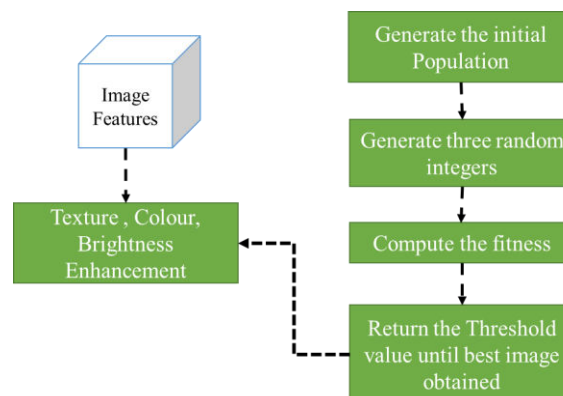 Image
Features
Texture , Colour,
Brightness
Enhancement
Generate the initial
Population
Generate three random
integers
Compute the fitness
Return the Threshold
value until best image
obtained